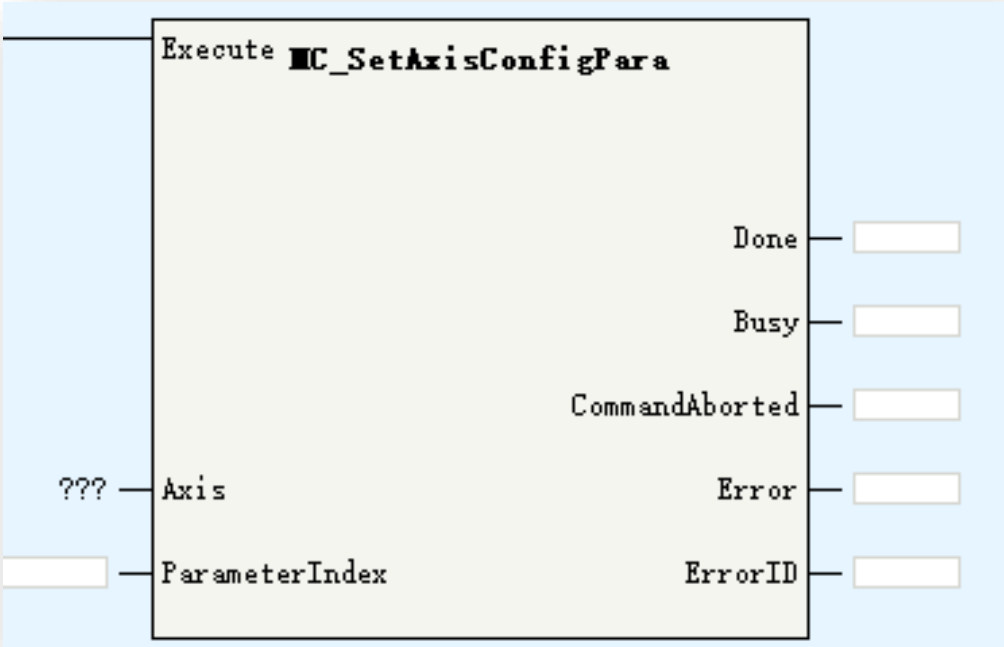 Execute MC_SetAxisConfigPara
Done
Busy
CommandAborted
??? Axis Error
ParameterIndex ErrorID